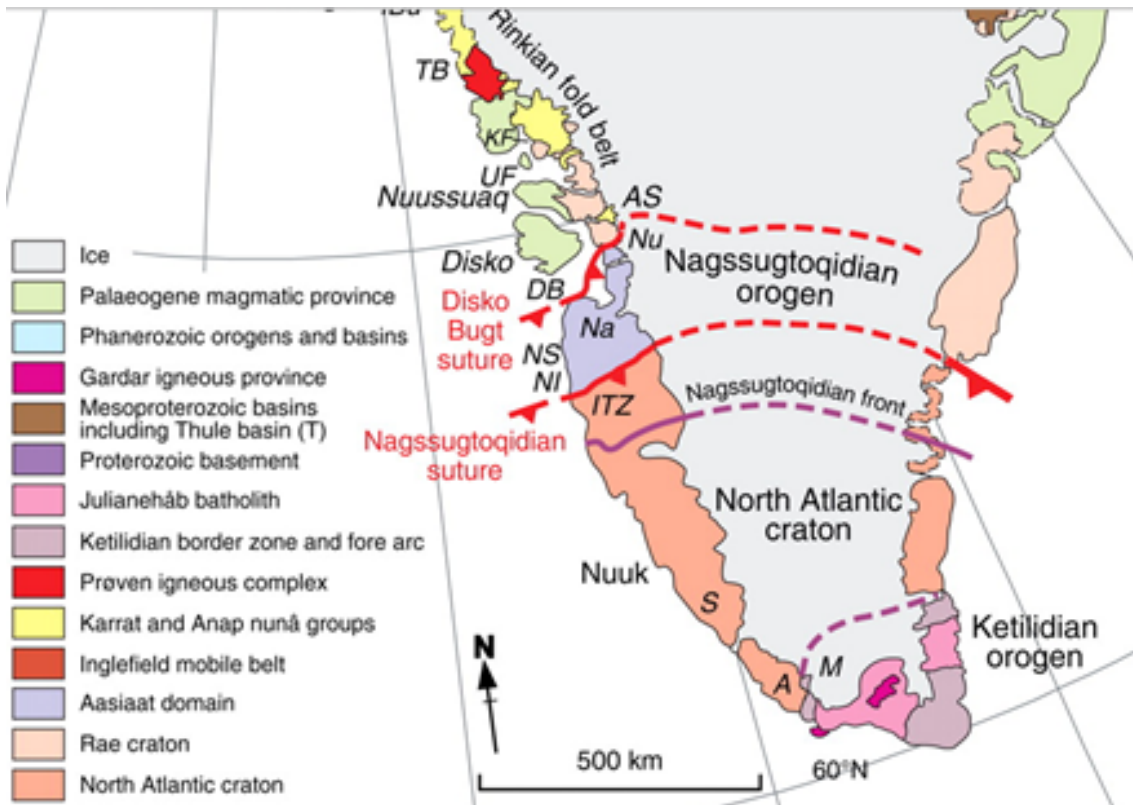 Rinkian fold belt
TB
KF
UF
Nuussuaq
AS
Nu
Disko
Nagssugtoqidian
orogen
DB
Disko
Bugt
suture
Na
NS
NI
ITZ
Nagssugtoqidian front
Nagssugtoqidian
suture
North Atlantic
craton
Nuuk
S
N
M
A
Ketilidian
orogen
500 km
60°N
Ice
Palaeogene magmatic province
Phanerozoic orogens and basins
Gardar igneous province
Mesoproterozoic basins
including Thule basin (T)
Proterozoic basement
Julianehåb batholith
Ketilidian border zone and fore arc
Prøven igneous complex
Karrat and Anap nunâ groups
Inglefield mobile belt
Aasiaat domain
Rae craton
North Atlantic craton